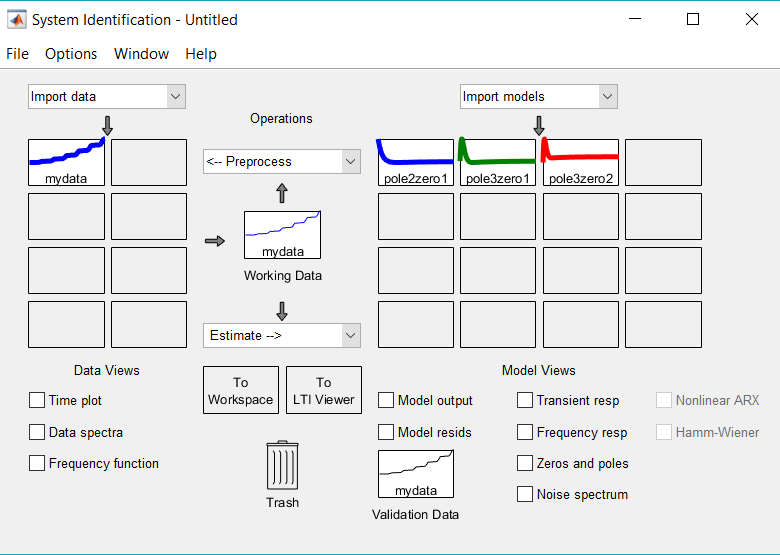 System Identification - Untitled
File Options Window Help
Import data
Import models
Operations
<-- Preprocess
mydata
pole2zero1
pole3zero1
pole3zero2
mydata
Working Data
Estimate -->
Data Views
Time plot
Data spectra
Frequency function
To
Workspace
To
LTI Viewer
Trash
Model Views
Model output
Model resids
mydata
Validation Data
Transient resp
Frequency resp
Zeros and poles
Noise spectrum
Nonlinear ARX
Hamm-Wiener